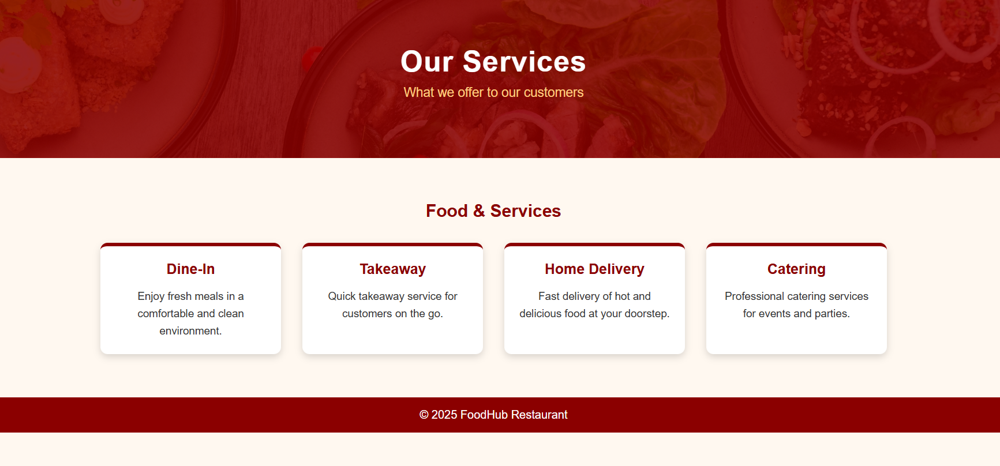 Our Services
What we offer to our customers
Food & Services
Dine-In
Enjoy fresh meals in a
comfortable and clean
environment.
Takeaway
Quick takeaway service for
customers on the go.
Home Delivery
Fast delivery of hot and
delicious food at your doorstep.
Catering
Professional catering services
for events and parties.
© 2025 FoodHub Restaurant